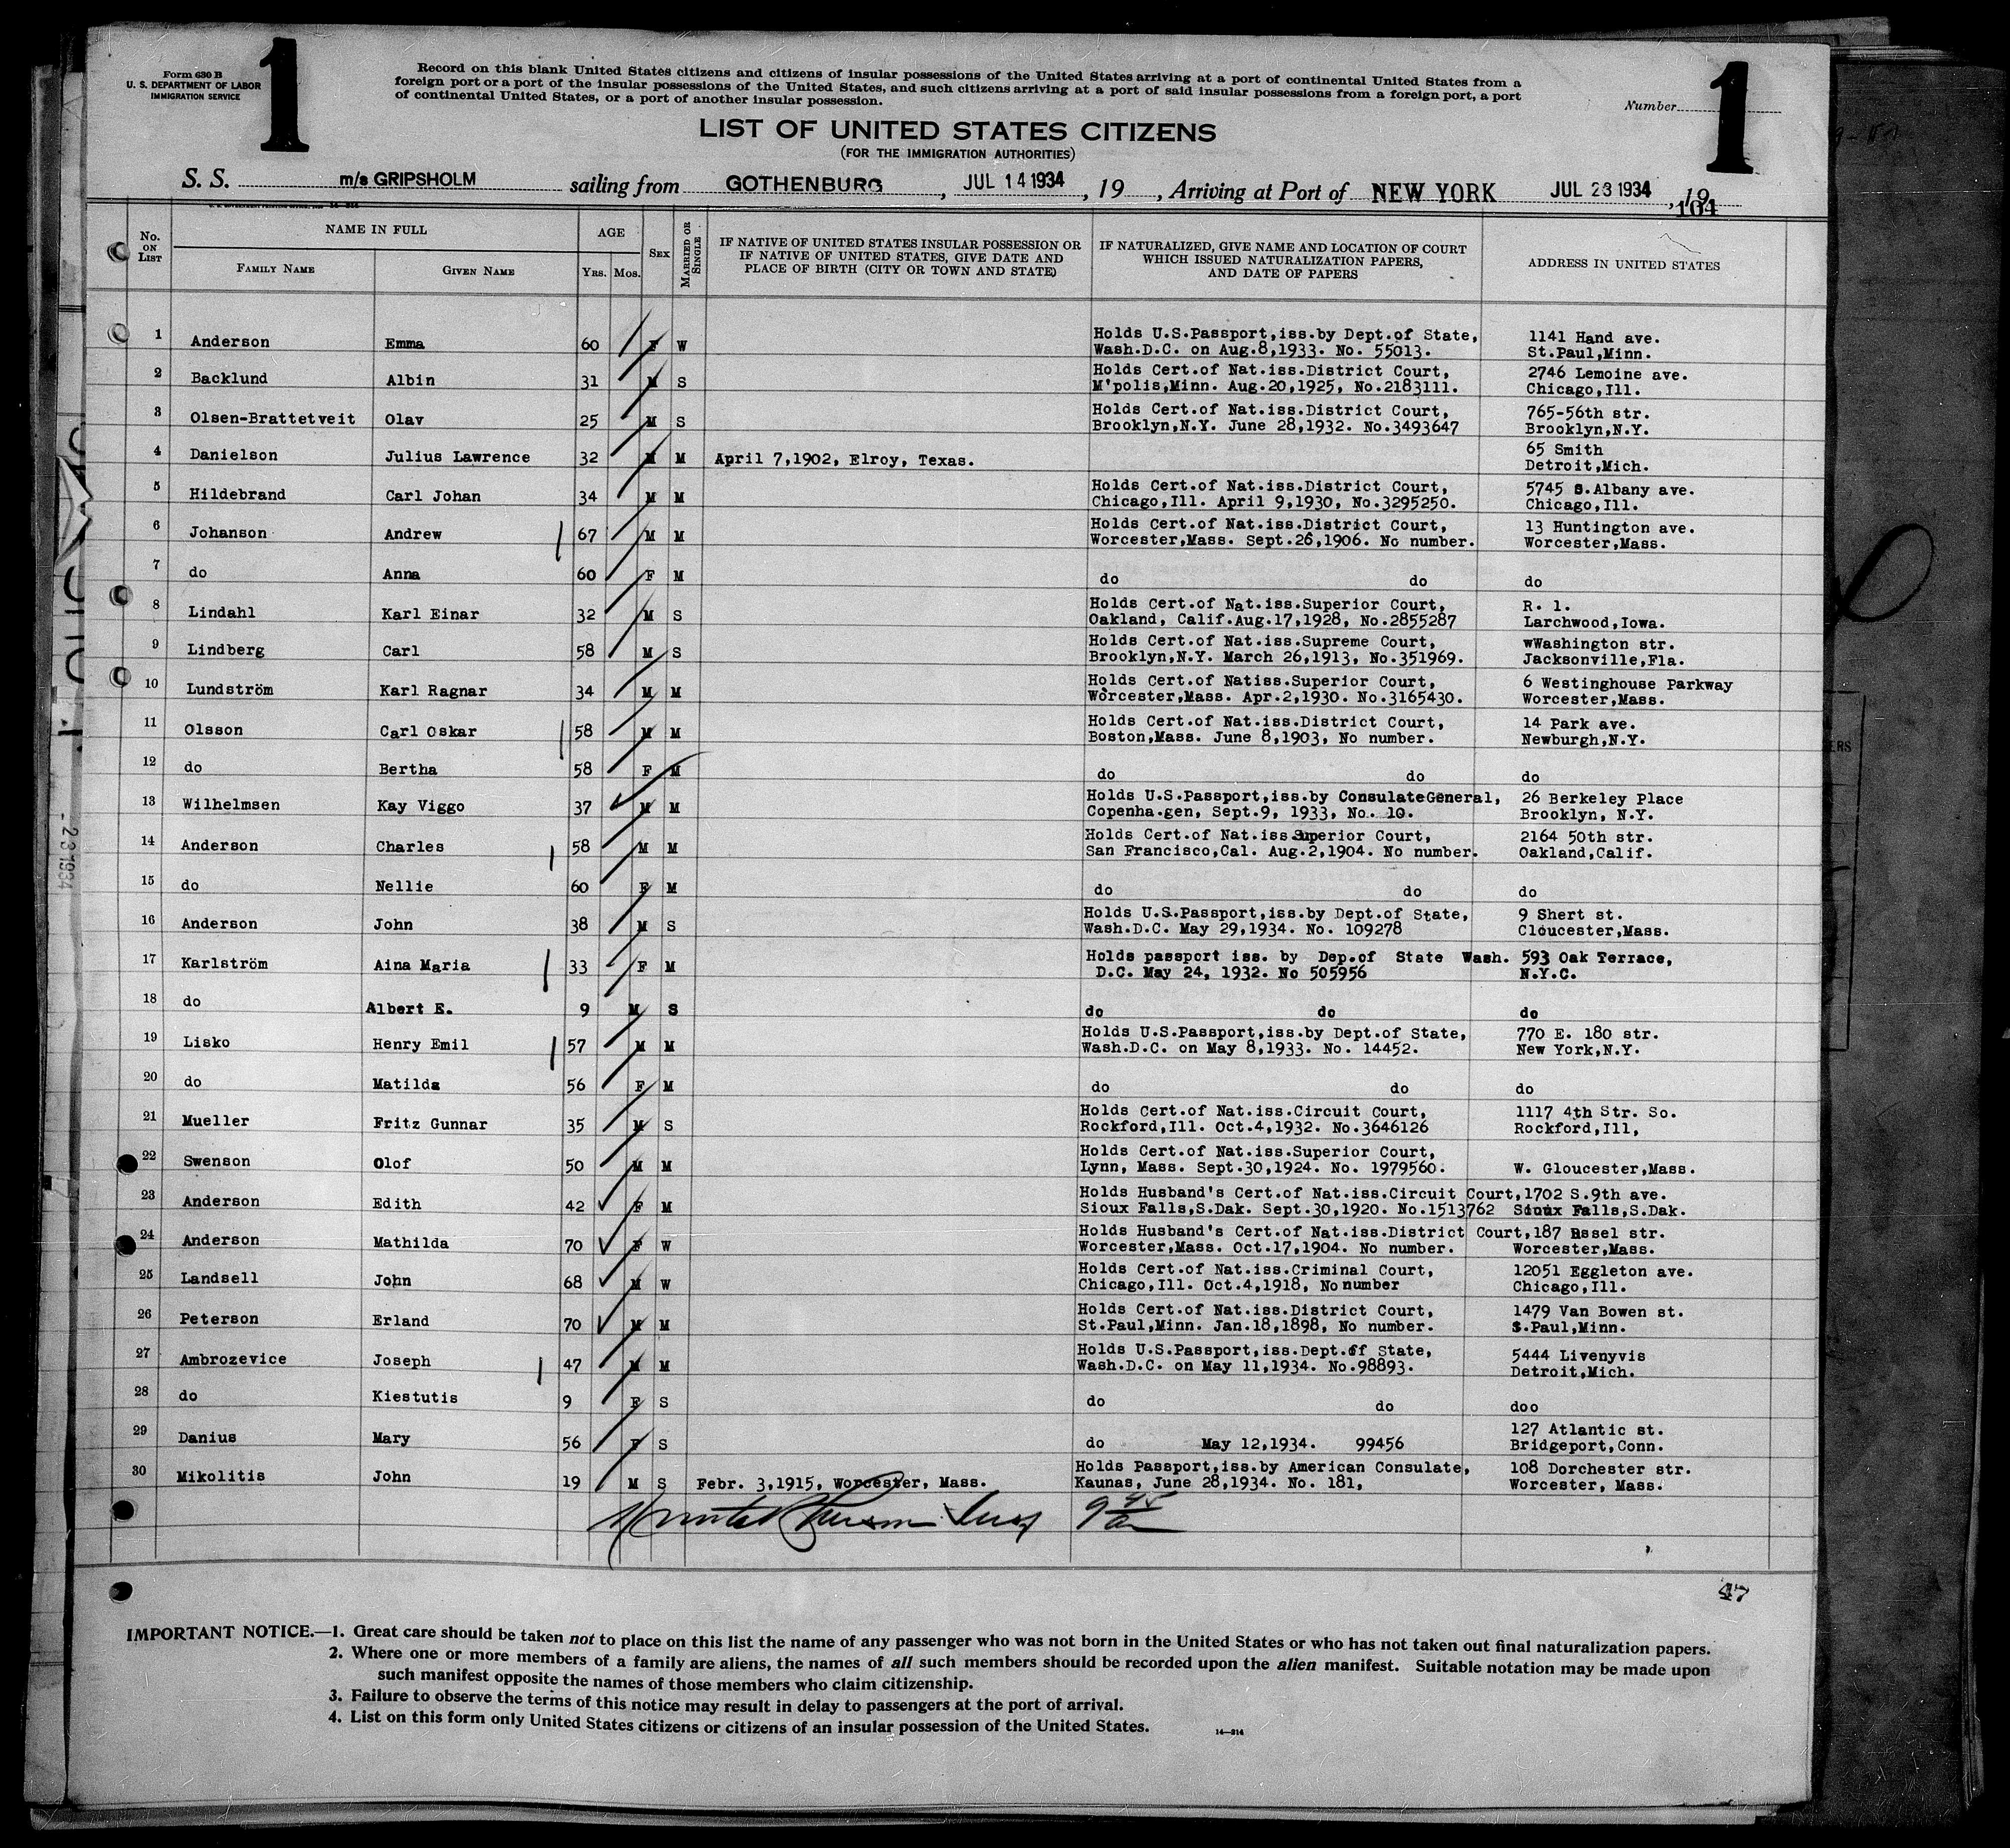 1
1
Form 630 B
U. S. DEPARTMENT OF LABOR
IMMIGRATION SERVICE
Record on this blank United States citizens and citizens of insular possessions of the United States arriving at a port of continental United States from a
foreign port or a port of the insular possessions of the United States, and such citizens arriving at a port of said insular possessions from a foreign port, a port
of continental United States, or a port of another insular possession.
Number
LIST OF UNITED STATES CITIZENS
(FOR THE IMMIGRATION AUTHORITIES)
S. S. m/s GRIPSHOLM sailing from GOTHENBURG, JUL 14 1934, 19 , Arriving at Port of NEW YORK JUL 23 1934, 19
104
No. ON LIST
NAME IN FULL
FAMILY NAME
GIVEN NAME
AGE
Yrs. Mos.
SEX
MARRIED OR SINGLE
IF NATIVE OF UNITED STATES INSULAR POSSESSION OR
IF NATIVE OF UNITED STATES, GIVE DATE AND
PLACE OF BIRTH (CITY OR TOWN AND STATE)
IF NATURALIZED, GIVE NAME AND LOCATION OF COURT
WHICH ISSUED NATURALIZATION PAPERS,
AND DATE OF PAPERS
ADDRESS IN UNITED STATES
1 Anderson Emma 60 F W Holds U.S.Passport,iss.by Dept.of State, 1141 Hand ave.
Wash.D.C. on Aug.8,1933. No. 55013. St.Paul,Minn.
2 Backlund Albin 31 M S Holds Cert.of Nat.iss.District Court, 2746 Lemoine ave.
M'polis,Minn. Aug.20,1925, No.2183111. Chicago,Ill.
3 Olsen-Brattetveit Olav 25 M S Holds Cert.of Nat.iss.District Court, 765-56th str.
Brooklyn,N.Y. June 28,1932. No.3493647 Brooklyn,N.Y.
4 Danielson Julius Lawrence 32 M M April 7,1902, Elroy, Texas. 65 Smith
Detroit,Mich.
5 Hildebrand Carl Johan 34 M M Holds Cert.of Nat.iss.District Court, 5745 S.Albany ave.
Chicago,Ill. April 9,1930, No.3295250. Chicago,Ill.
6 Johanson Andrew 67 M M Holds Cert.of Nat.iss.District Court, 13 Huntington ave.
Worcester,Mass. Sept.26,1906. No number. Worcester,Mass.
7 do Anna 60 F M do do do
8 Lindahl Karl Einar 32 M S Holds Cert.of Nat.iss.Superior Court, R. 1.
Oakland, Calif.Aug.17,1928, No.2855287 Larchwood,Iowa.
9 Lindberg Carl 58 M S Holds Cert.of Nat.iss.Supreme Court, wWashington str.
Brooklyn,N.Y. March 26,1913, No.351969. Jacksonville,Fla.
10 Lundström Karl Ragnar 34 M M Holds Cert.of Natiss.Superior Court, 6 Westinghouse Parkway
Worcester,Mass. Apr.2,1930. No.3165430. Worcester,Mass.
11 Olsson Carl Oskar 58 M M Holds Cert.of Nat.iss.District Court, 14 Park ave.
Boston,Mass. June 8,1903, No number. Newburgh,N.Y.
12 do Bertha 58 F M do do do
13 Wilhelmsen Kay Viggo 37 M M Holds U.S.Passport,iss.by ConsulateGeneral, 26 Berkeley Place
Copenha.gen, Sept.9, 1933, No. 10. Brooklyn, N.Y.
14 Anderson Charles 58 M M Holds Cert.of Nat.iss.Superior Court, 2164 50th str.
San Francisco,Cal. Aug.2,1904. No number. Oakland,Calif.
15 do Nellie 60 F M do do do
16 Anderson John 38 M S Holds U.S.Passport,iss.by Dept.of State, 9 Shert st.
Wash.D.C. May 29,1934. No. 109278 Cloucester,Mass.
17 Karlström Aina Maria 33 F M Holds passport iss. by Dep.of State Wash. 593 Oak Terrace,
D.C. May 24, 1932. No 505956 N.Y.C.
18 do Albert E. 9 M S do do do
19 Lisko Henry Emil 57 M M Holds U.S.Passport,iss.by Dept.of State, 770 E. 180 str.
Wash.D.C. on May 8,1933. No. 14452. New York,N.Y.
20 do Matilda 56 F M do do do
21 Mueller Fritz Gunnar 35 M S Holds Cert.of Nat.iss.Circuit Court, 1117 4th Str. So.
Rockford,Ill. Oct.4,1932. No.3646126 Rockford,Ill,
22 Swenson Olof 50 M M Holds Cert.of Nat.iss.Superior Court,
Lynn, Mass. Sept.30,1924. No. 1979560. W. Gloucester,Mass.
23 Anderson Edith 42 F M Holds Husband's Cert.of Nat.iss.Circuit Court, 1702 S.9th ave.
Sioux Falls,S.Dak. Sept.30,1920. No.1513762 Sioux Falls,S.Dak.
24 Anderson Mathilda 70 F W Holds Husband's Cert.of Nat.iss.District Court, 187 str.
Worcester,Mass. Oct.17,1904. No number. Worcester,Mass.
25 Landsell John 68 M W Holds Cert.of Nat.iss.Criminal Court, 12051 Eggleton ave.
Chicago,Ill. Oct.4,1918, No number Chicago,Ill.
26 Peterson Erland 70 M M Holds Cert.of Nat.iss.District Court, 1479 Van Bowen st.
St.Paul,Minn. Jan.18,1898, No number. S.Paul,Minn.
27 Ambrozevice Joseph 47 M M Holds U.S.Passport,iss.Dept.of State, 5444 Livenyvis
Wash.D.C. on May 11,1934. No.98893. Detroit,Mich.
28 do Kiestutis 9 F S do do doo
29 Danius Mary 56 F S do May 12,1934. 99456 127 Atlantic st.
Bridgeport,Conn.
30 Mikolitis John 19 M S Febr. 3,1915, Worcester, Mass. Holds Passport,iss.by American Consulate, 108 Dorchester str.
Kaunas, June 28,1934. No. 181, Worcester, Mass.
47
IMPORTANT NOTICE.—1. Great care should be taken not to place on this list the name of any passenger who was not born in the United States or who has not taken out final naturalization papers.
2. Where one or more members of a family are aliens, the names of all such members should be recorded upon the alien manifest. Suitable notation may be made upon
such manifest opposite the names of those members who claim citizenship.
3. Failure to observe the terms of this notice may result in delay to passengers at the port of arrival.
4. List on this form only United States citizens or citizens of an insular possession of the United States.
14—214